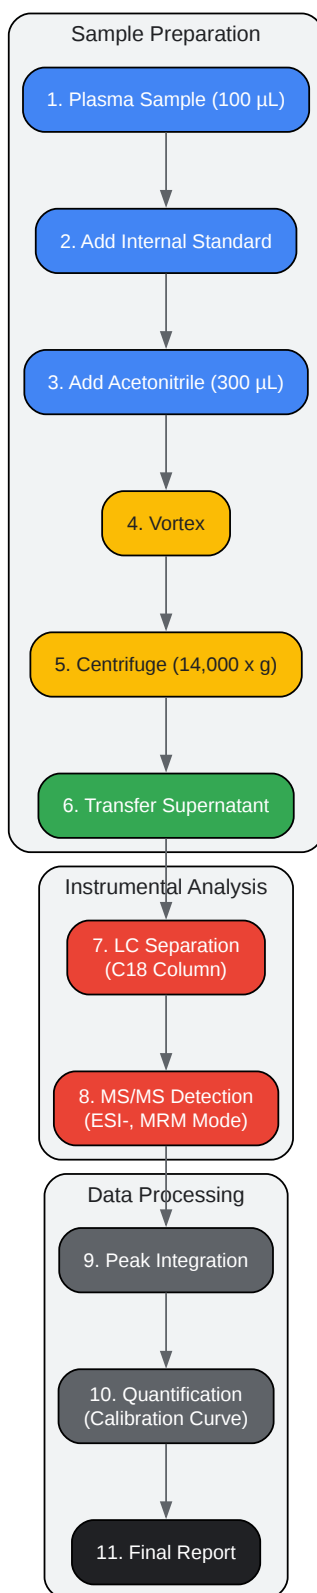 Sample Preparation
1. Plasma Sample (100 µL)
2. Add Internal Standard
3. Add Acetonitrile (300 µL)
4. Vortex
5. Centrifuge (14,000 x g)
6. Transfer Supernatant
Instrumental Analysis
7. LC Separation
(C18 Column)
8. MS/MS Detection
(ESI-, MRM Mode)
Data Processing
9. Peak Integration
10. Quantification
(Calibration Curve)
11. Final Report